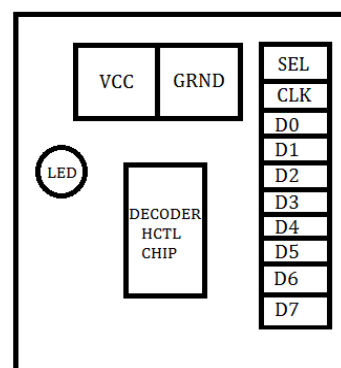 VCC GRND
SEL
CLK
D0
D1
D2
D3
D4
D5
D6
D7
LED
DECODER
HCTL
CHIP